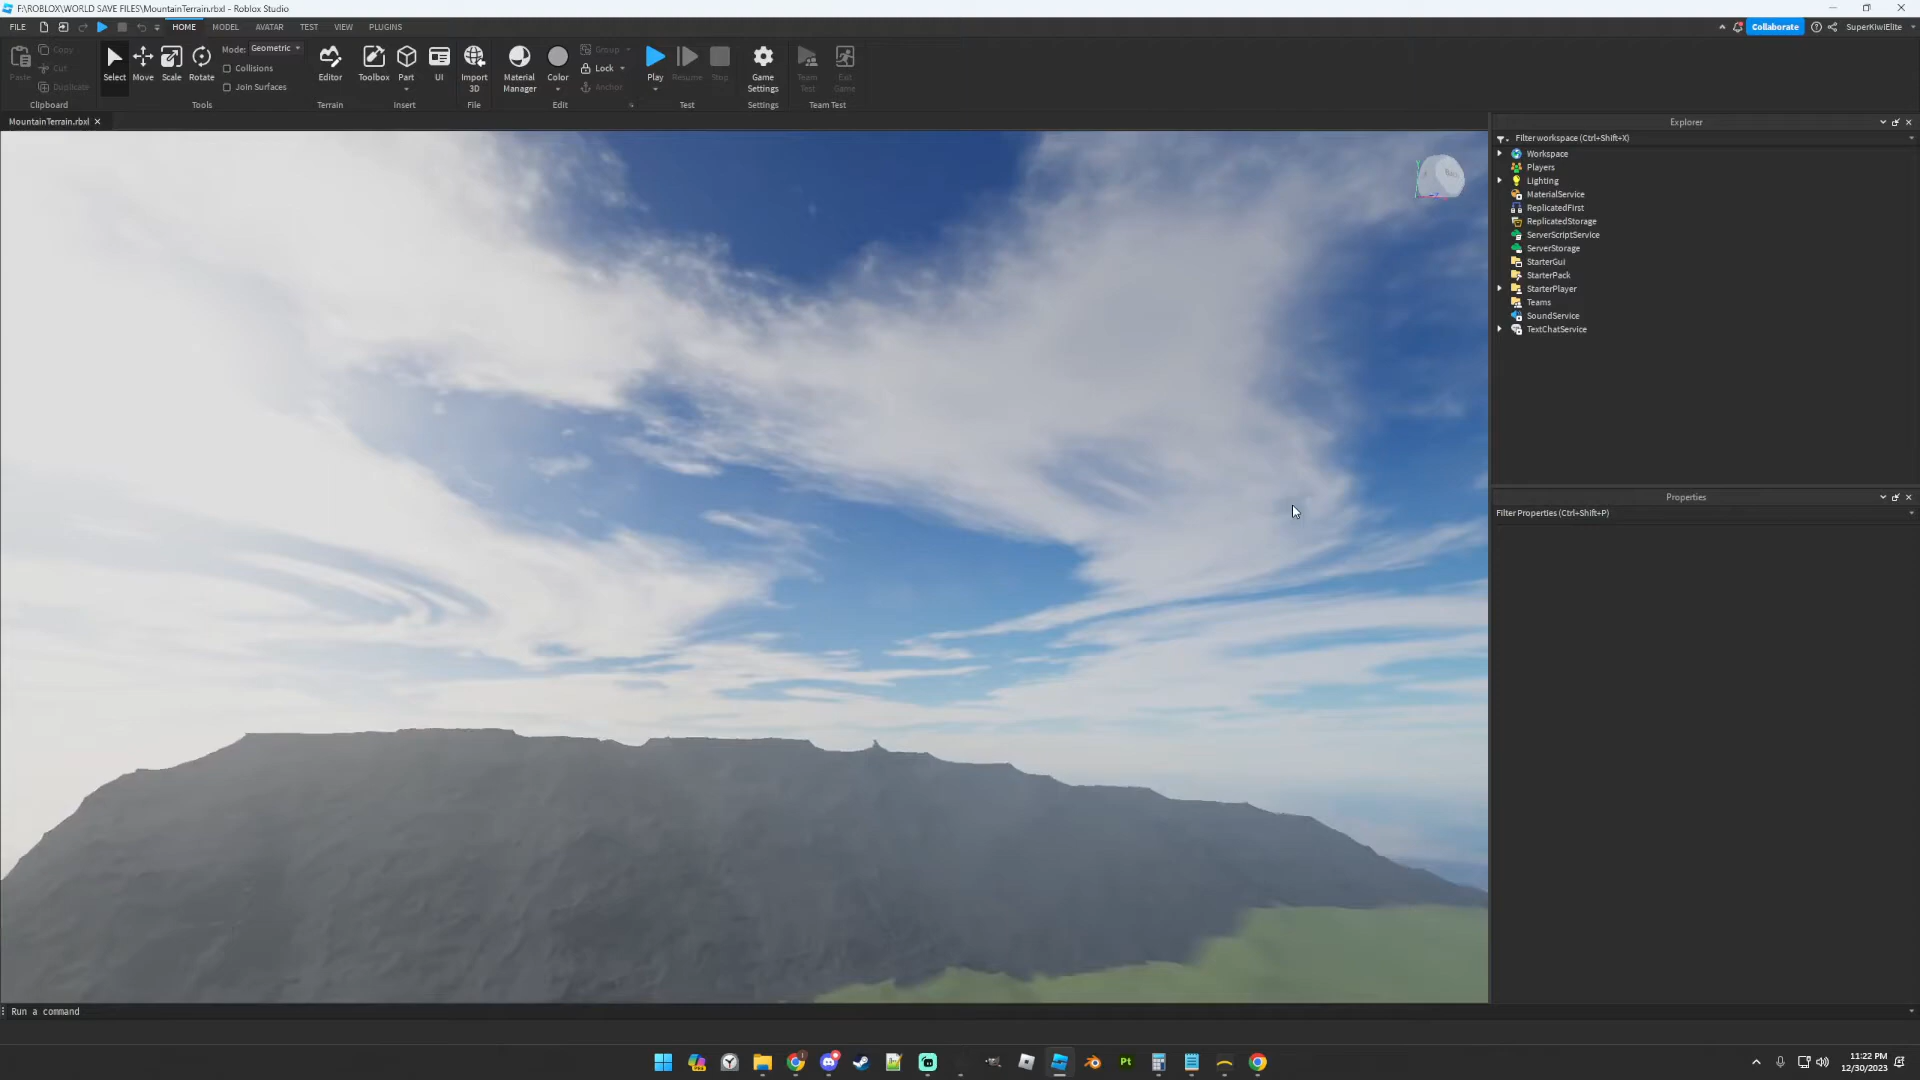 F:\ROBLOX\WORLD SAVE FILES\MountainTerrain.rbxl - Roblox Studio
FILE HOME MODEL AVATAR TEST VIEW PLUGINS Collaborate SuperKiwiElite
Paste Copy Cut Duplicate
Clipboard
Select Move Scale Rotate
Mode: Geometric
Collisions
Join Surfaces
Tools
Editor
Terrain
Toolbox Part UI
Insert
Import 3D
File
Material Manager Color
Group
Lock
Anchor
Edit
Play Resume Stop
Test
Game Settings
Settings
Team Test Exit Game
Team Test
MountainTerrain.rbxl
Explorer
Filter workspace (Ctrl+Shift+X)
Workspace
Players
Lighting
MaterialService
ReplicatedFirst
ReplicatedStorage
ServerScriptService
ServerStorage
StarterGui
StarterPack
StarterPlayer
Teams
SoundService
TextChatService
Properties
Filter Properties (Ctrl+Shift+P)
Run a command
Pt
11:22 PM
12/30/2023